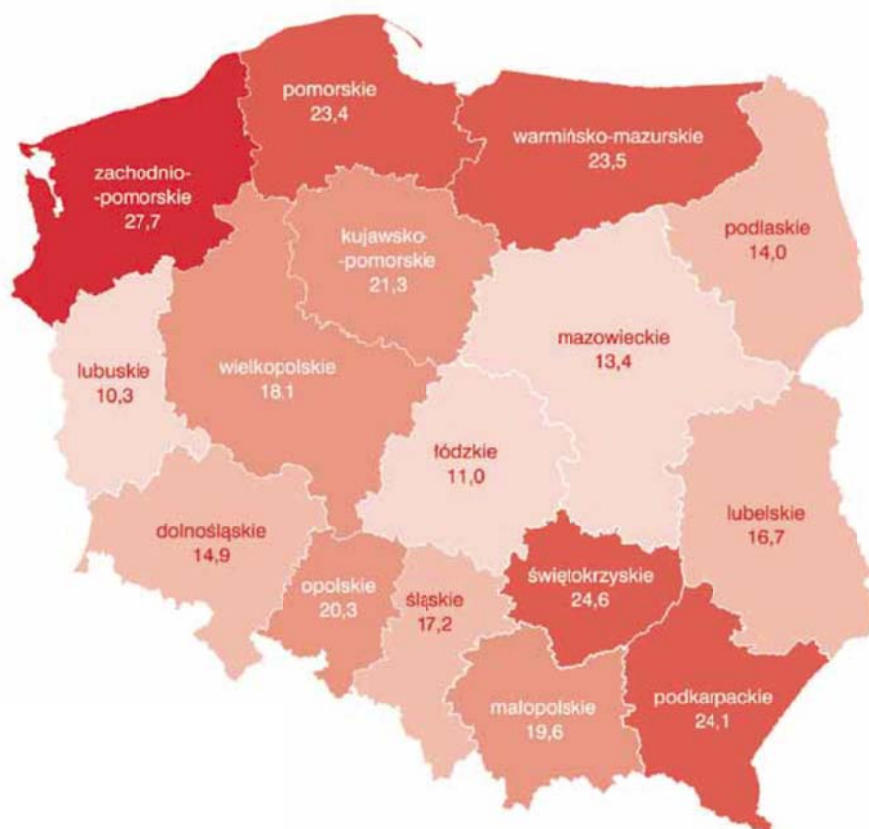 pomorskie
23,4
warmińsko-mazurskie
23,5
zachodnio-
-pomorskie
27,7
podlaskie
14,0
kujawsko-
-pomorskie
21,3
mazowieckie
13,4
lubuskie
10,3
wielkopolskie
18,1
łódzkie
11,0
lubelskie
16,7
dolnośląskie
14,9
opolskie
20,3
śląskie
17,2
świętokrzyskie
24,6
małopolskie
19,6
podkarpackie
24,1